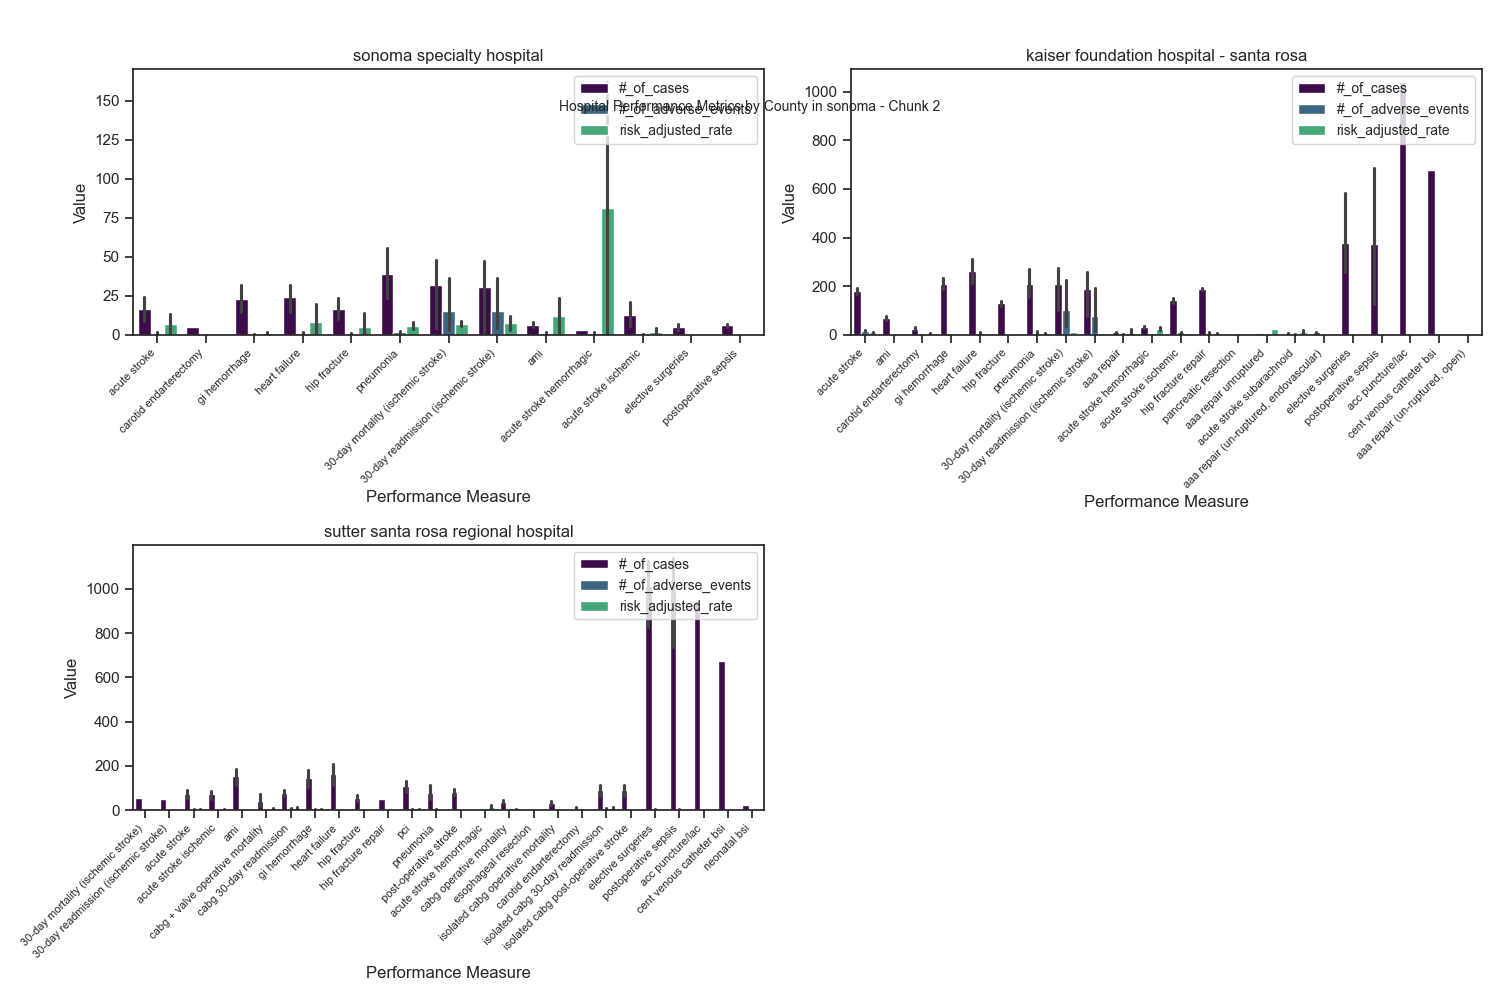 sonoma specialty hospital
#_of_cases
#_of_adverse_events
risk_adjusted_rate
Value
150
125
100
75
50
25
0
acute stroke
carotid endarterectomy
gi hemorrhage
heart failure
hip fracture
pneumonia
30-day mortality (ischemic stroke)
30-day readmission (ischemic stroke)
ami
acute stroke hemorrhagic
acute stroke ischemic
elective surgeries
postoperative sepsis
Performance Measure
Hospital Performance Metrics by County in sonoma - Chunk 2
kaiser foundation hospital - santa rosa
#_of_cases
#_of_adverse_events
risk_adjusted_rate
Value
1000
800
600
400
200
0
acute stroke
ami
carotid endarterectomy
gi hemorrhage
heart failure
hip fracture
pneumonia
30-day mortality (ischemic stroke)
30-day readmission (ischemic stroke)
aaa repair
acute stroke hemorrhagic
acute stroke ischemic
hip fracture repair
pancreatic resection
aaa repair unruptured
acute stroke subarachnoid
aaa repair (un-ruptured, endovascular)
elective surgeries
postoperative sepsis
acc puncture/lac
cent venous catheter bsi
aaa repair (un-ruptured, open)
Performance Measure
sutter santa rosa regional hospital
#_of_cases
#_of_adverse_events
risk_adjusted_rate
Value
1000
800
600
400
200
0
30-day mortality (ischemic stroke)
30-day readmission (ischemic stroke)
acute stroke
acute stroke ischemic
ami
cabg + valve operative mortality
cabg 30-day readmission
gi hemorrhage
heart failure
hip fracture
hip fracture repair
pci
pneumonia
post-operative stroke
acute stroke hemorrhagic
cabg operative mortality
esophageal resection
isolated cabg operative mortality
carotid endarterectomy
isolated cabg 30-day readmission
isolated cabg post-operative stroke
elective surgeries
postoperative sepsis
acc puncture/lac
cent venous catheter bsi
neonatal bsi
Performance Measure